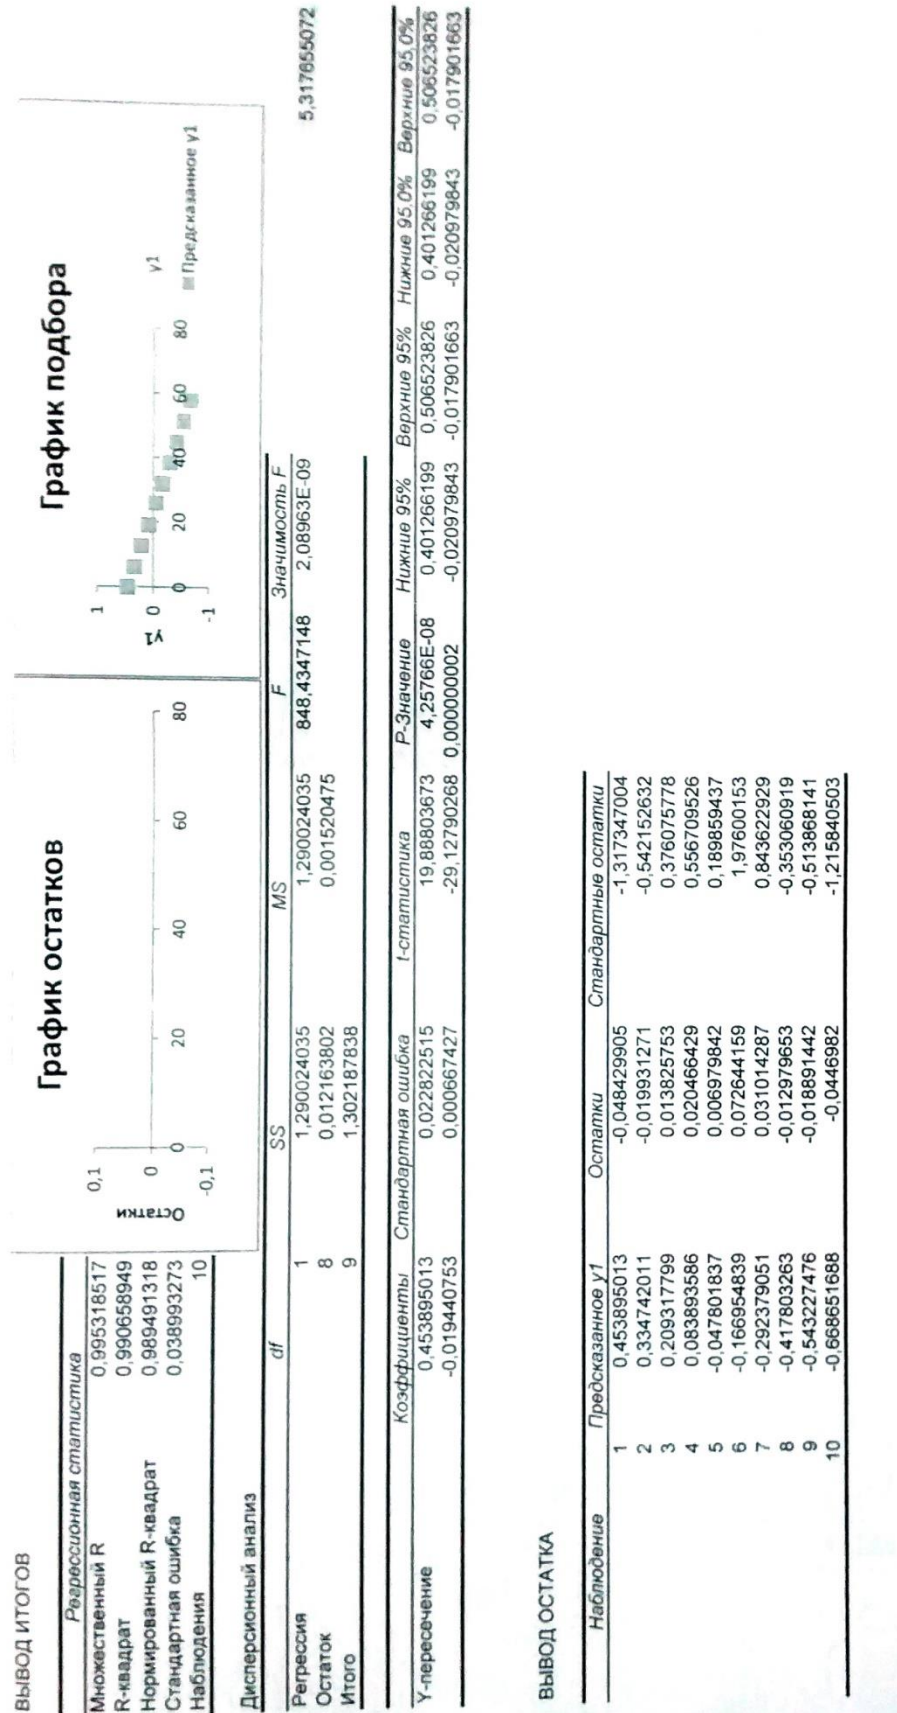 ВЫВОД ИТОГОВ
Регрессионная статистика
Множественный R 0,995318517
R-квадрат 0,990658949
Нормированный R-квадрат 0,989491318
Стандартная ошибка 0,038993273
Наблюдения 10
График остатков
Остатки
0,1
0
-0,1
0 20 40 60 80
График подбора
y1
1
0
-1
0 20 40 60 80
y1
Предсказанное y1
Дисперсионный анализ
df SS MS F Значимость F
Регрессия 1 1,290024035 1,290024035 848,4347148 2,08963E-09 5,317655072
Остаток 8 0,012163802 0,001520475
Итого 9 1,302187838
Коэффициенты Стандартная ошибка t-статистика P-Значение Нижние 95% Верхние 95% Нижние 95,0% Верхние 95,0%
Y-пересечение 0,453895013 0,022822515 19,88803673 4,25766E-08 0,401266199 0,506523826 0,401266199 0,506523826
-0,019440753 0,000667427 -29,12790268 0,000000002 -0,020979843 -0,017901663 -0,020979843 -0,017901663
ВЫВОД ОСТАТКА
Наблюдение Предсказанное y1 Остатки Стандартные остатки
1 0,453895013 -0,048429905 -1,317347004
2 0,334742011 -0,019931271 -0,542152632
3 0,209317799 0,013825753 0,376075778
4 0,083893586 0,020466429 0,556709526
5 -0,047801837 0,006979842 0,189859437
6 -0,166954839 0,072644159 1,97600153
7 -0,292379051 0,031014287 0,843622929
8 -0,417803263 -0,012979653 -0,353060919
9 -0,543227476 -0,018891442 -0,513868141
10 -0,668651688 -0,0446982 -1,215840503